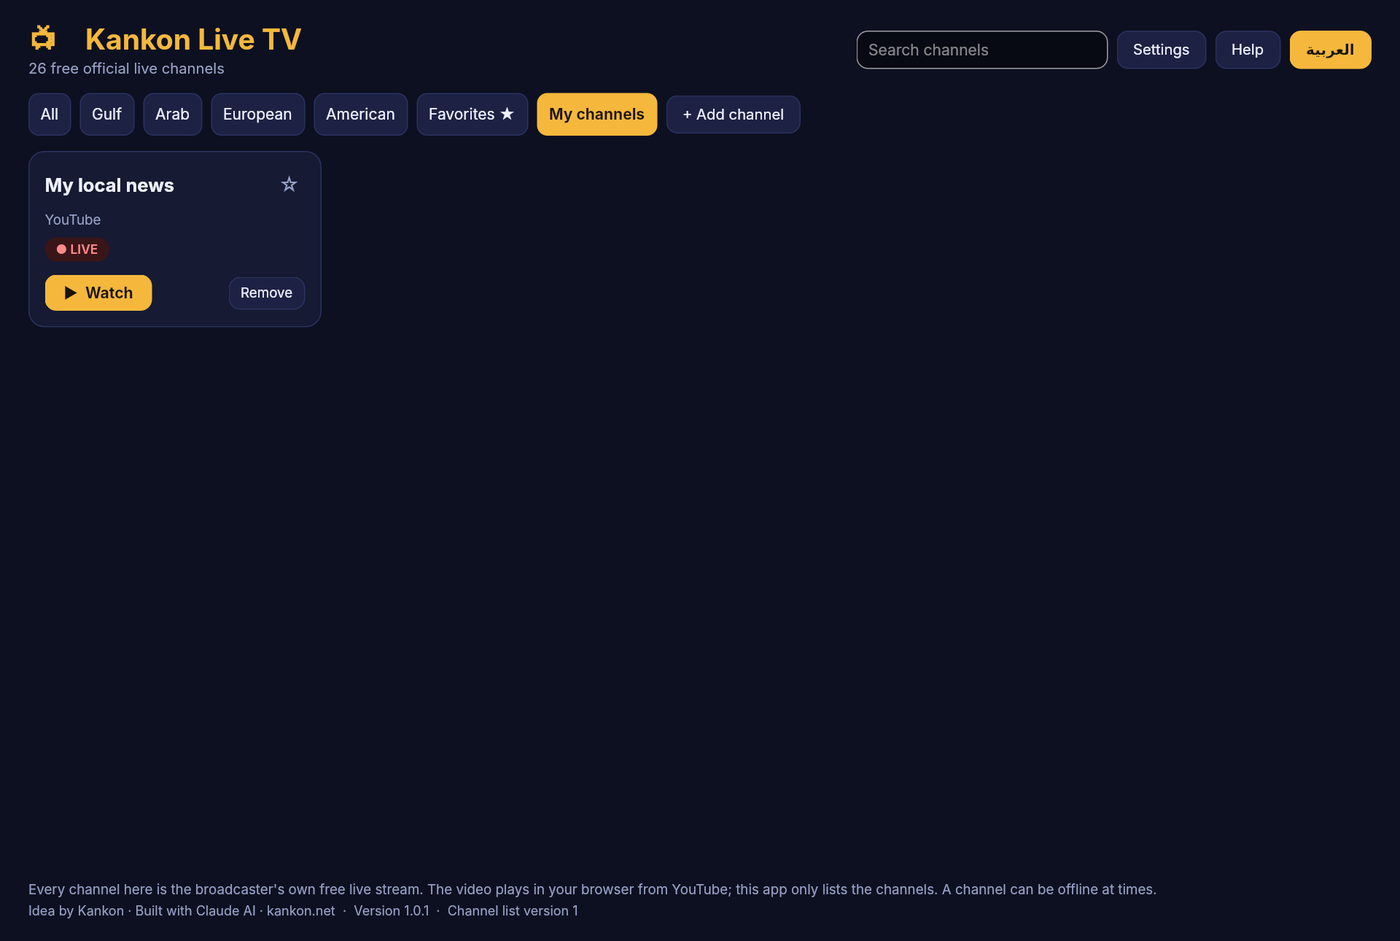 Kankon Live TV
26 free official live channels
Search channels
Settings
Help
العربية
All
Gulf
Arab
European
American
Favorites ★
My channels
+ Add channel
My local news
☆
YouTube
● LIVE
▶ Watch
Remove
Every channel here is the broadcaster's own free live stream. The video plays in your browser from YouTube; this app only lists the channels. A channel can be offline at times.
Idea by Kankon · Built with Claude AI · kankon.net · Version 1.0.1 · Channel list version 1